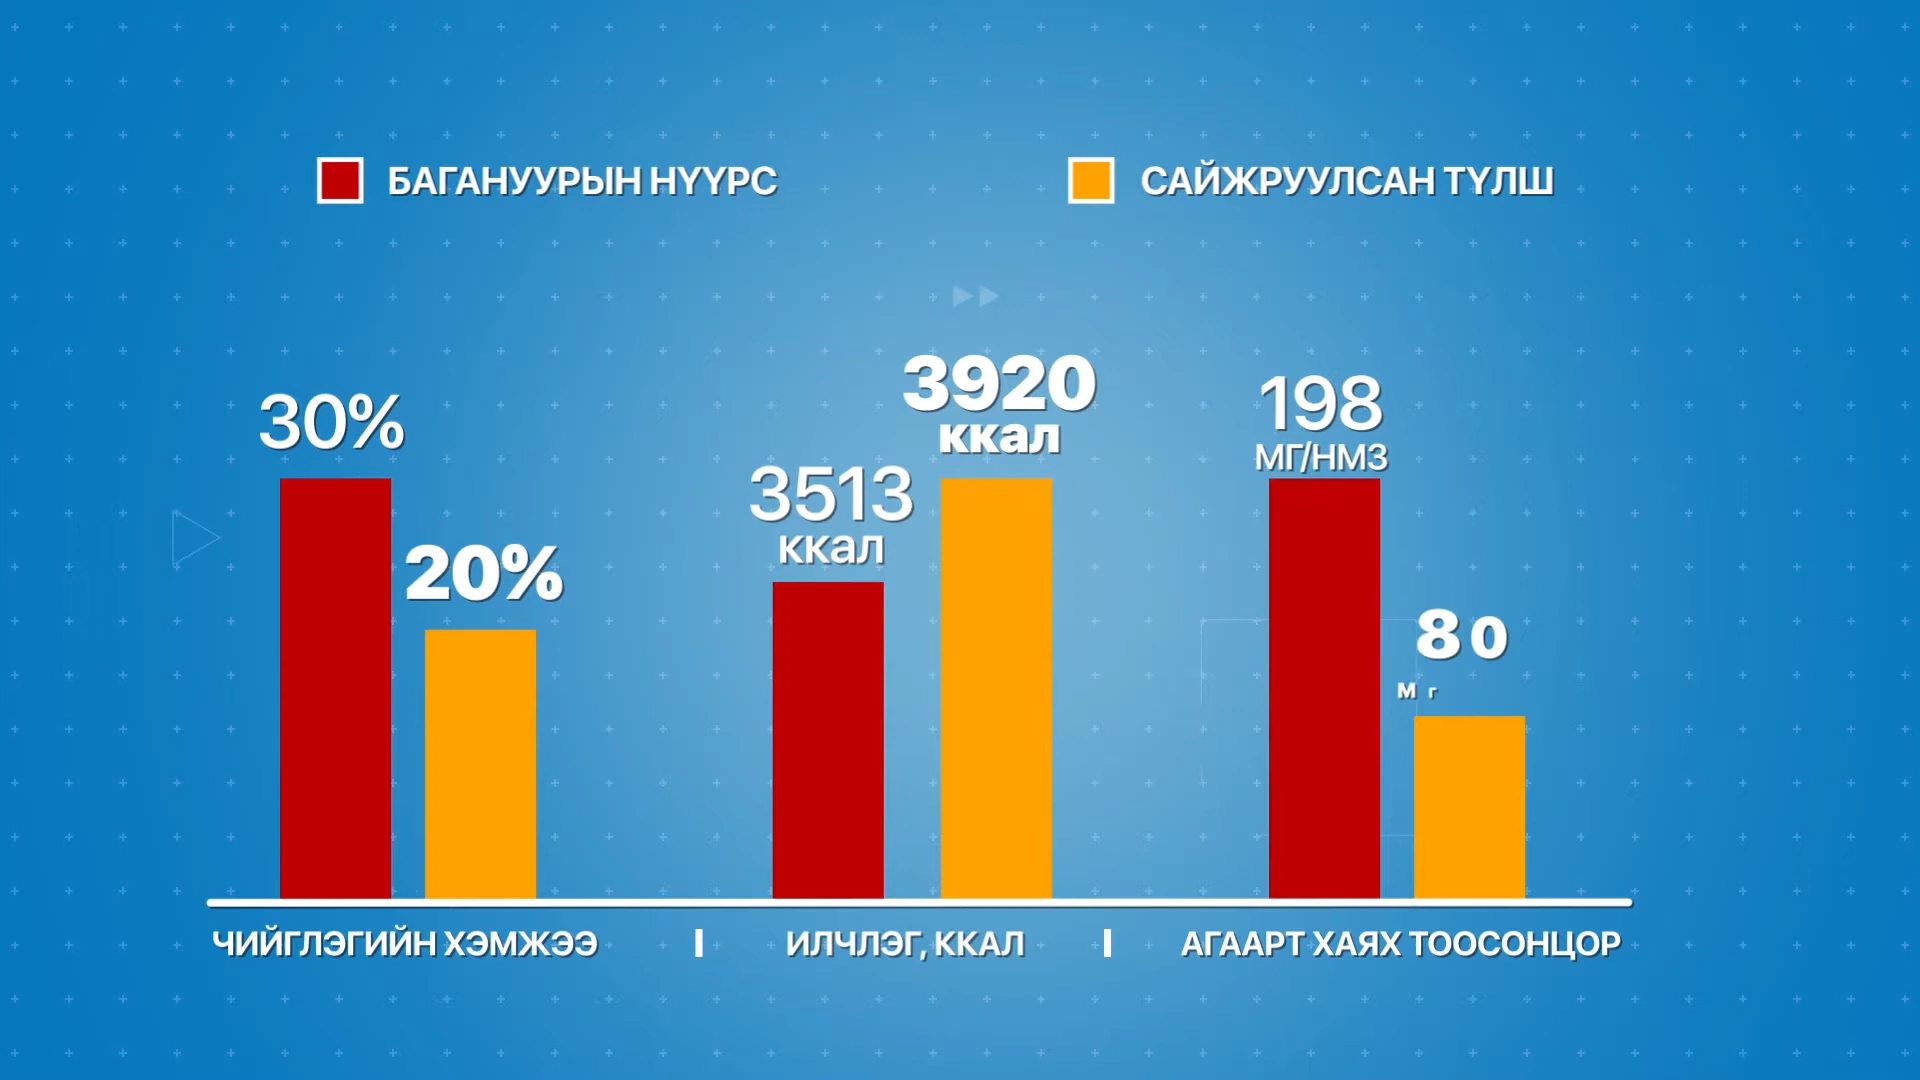 БАГАНУУРЫН НҮҮРС
САЙЖРУУЛСАН ТҮЛШ
30%
20%
3513
ккал
3920
ккал
198
МГ/НМ3
80
мг
ЧИЙГЛЭГИЙН ХЭМЖЭЭ
ИЛЧЛЭГ, ККАЛ
АГААРТ ХАЯХ ТООСОНЦОР